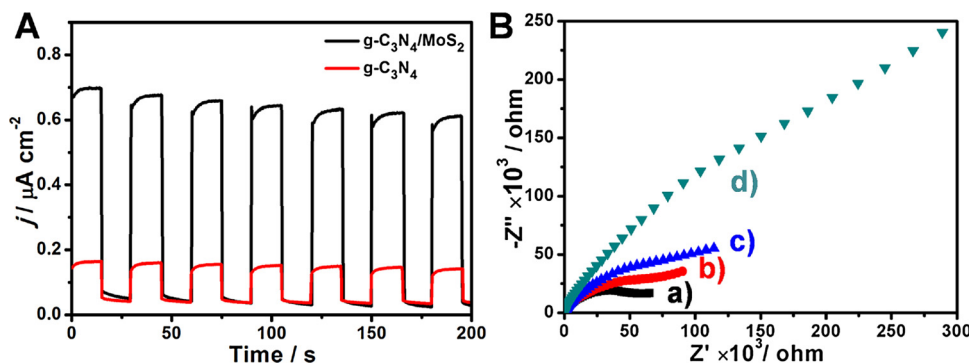 A
g-C₃N₄/MoS₂
g-C₃N₄
j / μA cm⁻²
0.8
0.6
0.4
0.2
0.0
0 50 100 150 200
Time / s
B
-Z'' ×10³ / ohm
250
200
150
100
50
0
d)
c)
b)
a)
0 50 100 150 200 250 300
Z' ×10³/ ohm